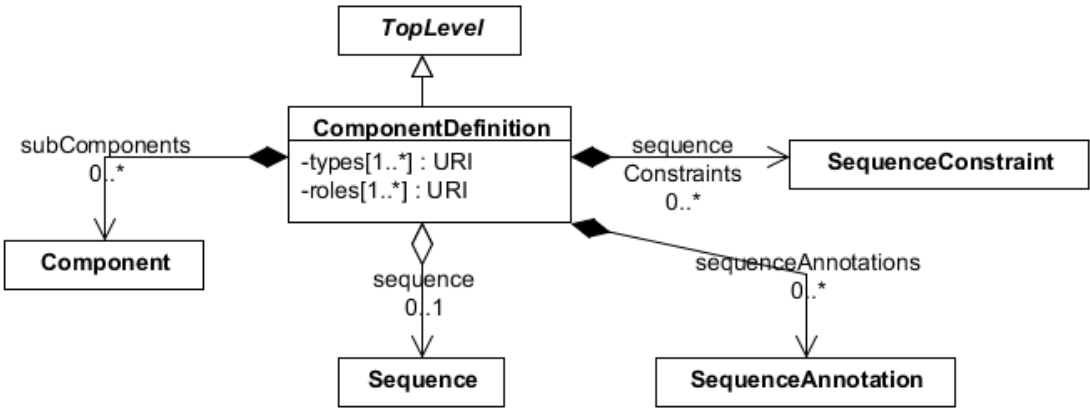 TopLevel
ComponentDefinition
-types[1..*] : URI
-roles[1..*] : URI
subComponents
0..*
Component
sequence
Constraints
0..*
SequenceConstraint
sequence
0..1
Sequence
sequenceAnnotations
0..*
SequenceAnnotation